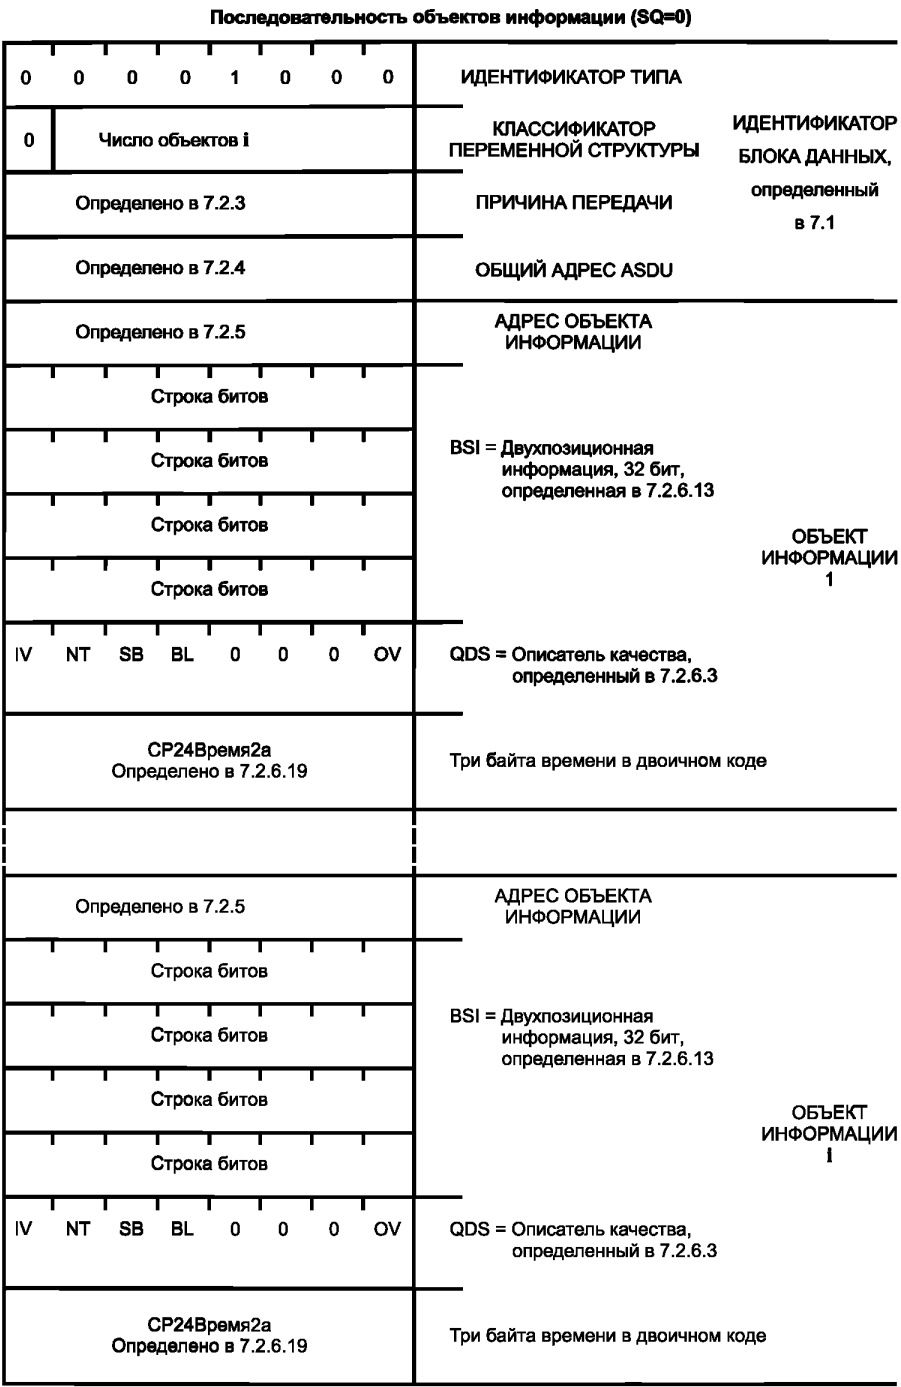 Последовательность объектов информации (SQ=0)
0 0 0 0 1 0 0 0
ИДЕНТИФИКАТОР ТИПА
0
Число объектов i
КЛАССИФИКАТОР
ПЕРЕМЕННОЙ СТРУКТУРЫ
ИДЕНТИФИКАТОР
БЛОКА ДАННЫХ,
определенный
в 7.1
Определено в 7.2.3
ПРИЧИНА ПЕРЕДАЧИ
Определено в 7.2.4
ОБЩИЙ АДРЕС ASDU
Определено в 7.2.5
АДРЕС ОБЪЕКТА
ИНФОРМАЦИИ
Строка битов
Строка битов
Строка битов
Строка битов
BSI = Двухпозиционная
информация, 32 бит,
определенная в 7.2.6.13
ОБЪЕКТ
ИНФОРМАЦИИ
1
IV NT SB BL 0 0 0 OV
QDS = Описатель качества,
определенный в 7.2.6.3
CP24Время2a
Определено в 7.2.6.19
Три байта времени в двоичном коде
Определено в 7.2.5
АДРЕС ОБЪЕКТА
ИНФОРМАЦИИ
Строка битов
Строка битов
Строка битов
Строка битов
BSI = Двухпозиционная
информация, 32 бит,
определенная в 7.2.6.13
ОБЪЕКТ
ИНФОРМАЦИИ
i
IV NT SB BL 0 0 0 OV
QDS = Описатель качества,
определенный в 7.2.6.3
CP24Время2a
Определено в 7.2.6.19
Три байта времени в двоичном коде